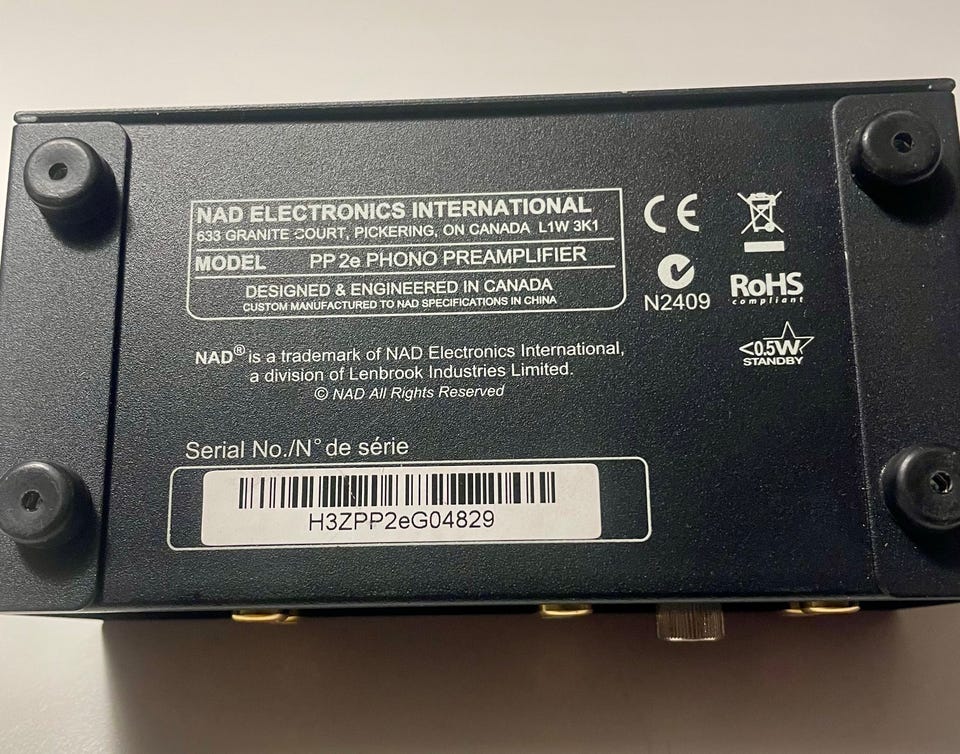 NAD ELECTRONICS INTERNATIONAL
633 GRANITE COURT, PICKERING, ON CANADA L1W 3K1
MODEL PP 2e PHONO PREAMPLIFIER
DESIGNED & ENGINEERED IN CANADA
CUSTOM MANUFACTURED TO NAD SPECIFICATIONS IN CHINA
CE
N2409
RoHS
compliant
<0.5W
STANDBY
NAD® is a trademark of NAD Electronics International,
a division of Lenbrook Industries Limited.
© NAD All Rights Reserved
Serial No./N° de série
H3ZPP2eG04829